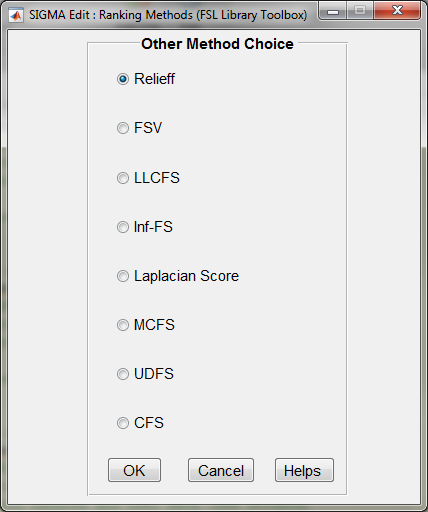 SIGMA Edit : Ranking Methods (FSL Library Toolbox)
Other Method Choice
Relieff
FSV
LLCFS
Inf-FS
Laplacian Score
MCFS
UDFS
CFS
OK Cancel Helps